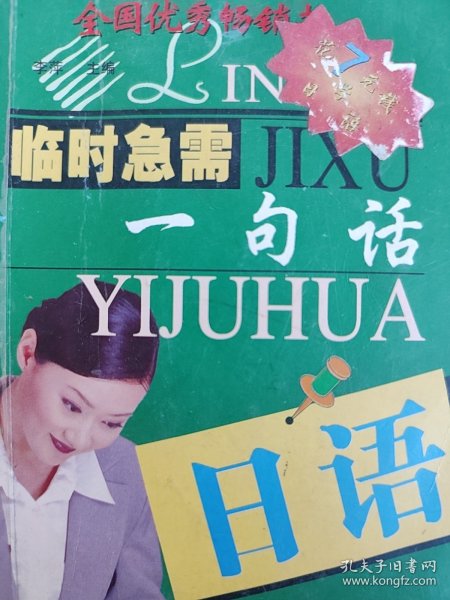 全国优秀畅销
李萍 主编
LIN
临时急需 JIXU
一句话
YIJUHUA
日语
孔夫子旧书网
www.kongfz.com